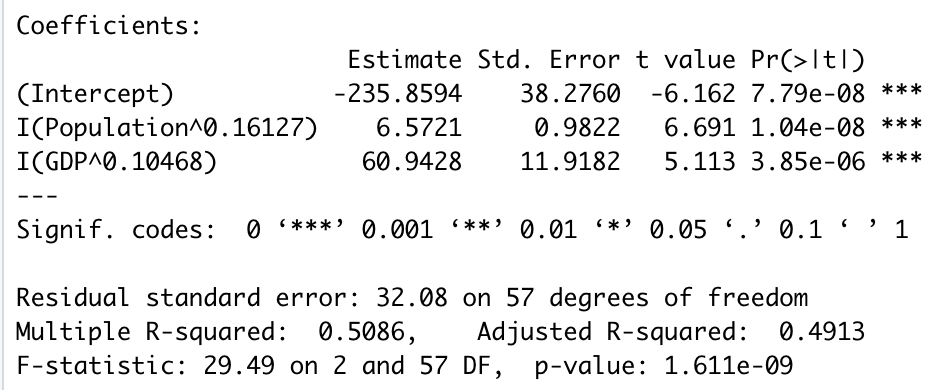 Coefficients:
                      Estimate Std. Error t value Pr(>|t|)
(Intercept)          -235.8594    38.2760  -6.162 7.79e-08 ***
I(Population^0.16127)   6.5721     0.9822   6.691 1.04e-08 ***
I(GDP^0.10468)         60.9428    11.9182   5.113 3.85e-06 ***
---
Signif. codes:  0 ‘***’ 0.001 ‘**’ 0.01 ‘*’ 0.05 ‘.’ 0.1 ‘ ’ 1

Residual standard error: 32.08 on 57 degrees of freedom
Multiple R-squared:  0.5086,    Adjusted R-squared:  0.4913
F-statistic: 29.49 on 2 and 57 DF,  p-value: 1.611e-09